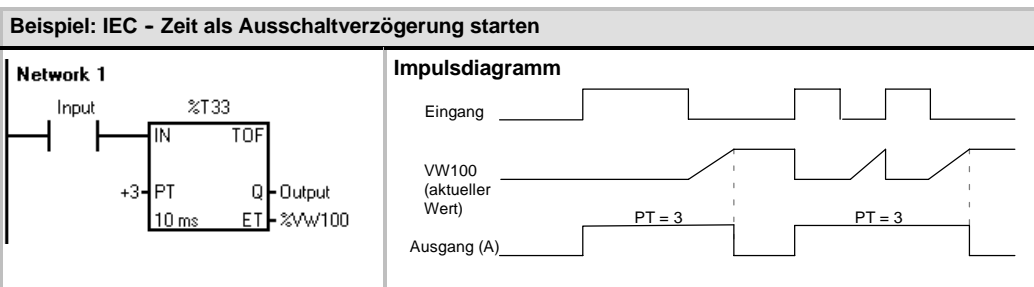 Beispiel: IEC - Zeit als Ausschaltverzögerung starten
Network 1
Input
%T33
IN TOF
+3 PT Q Output
10 ms ET %VW100
Impulsdiagramm
Eingang
VW100
(aktueller
Wert)
PT = 3 PT = 3
Ausgang (A)